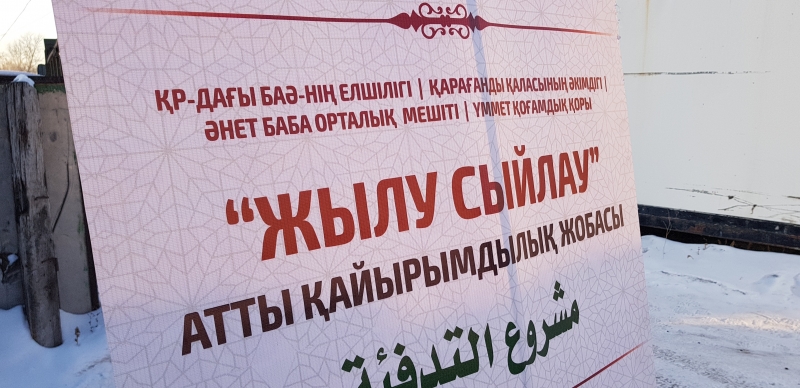 ҚР-ДАҒЫ БАӘ-НІҢ ЕЛШІЛІГІ | ҚАРАҒАНДЫ ҚАЛАСЫНЫҢ ӘКІМДІГІ |
ӘНЕТ БАБА ОРТАЛЫҚ МЕШІТІ | ҮММЕТ ҚОҒАМДЫҚ ҚОРЫ
“ЖЫЛУ СЫЙЛАУ”
АТТЫ ҚАЙЫРЫМДЫЛЫҚ ЖОБАСЫ
مشروع التدفئة